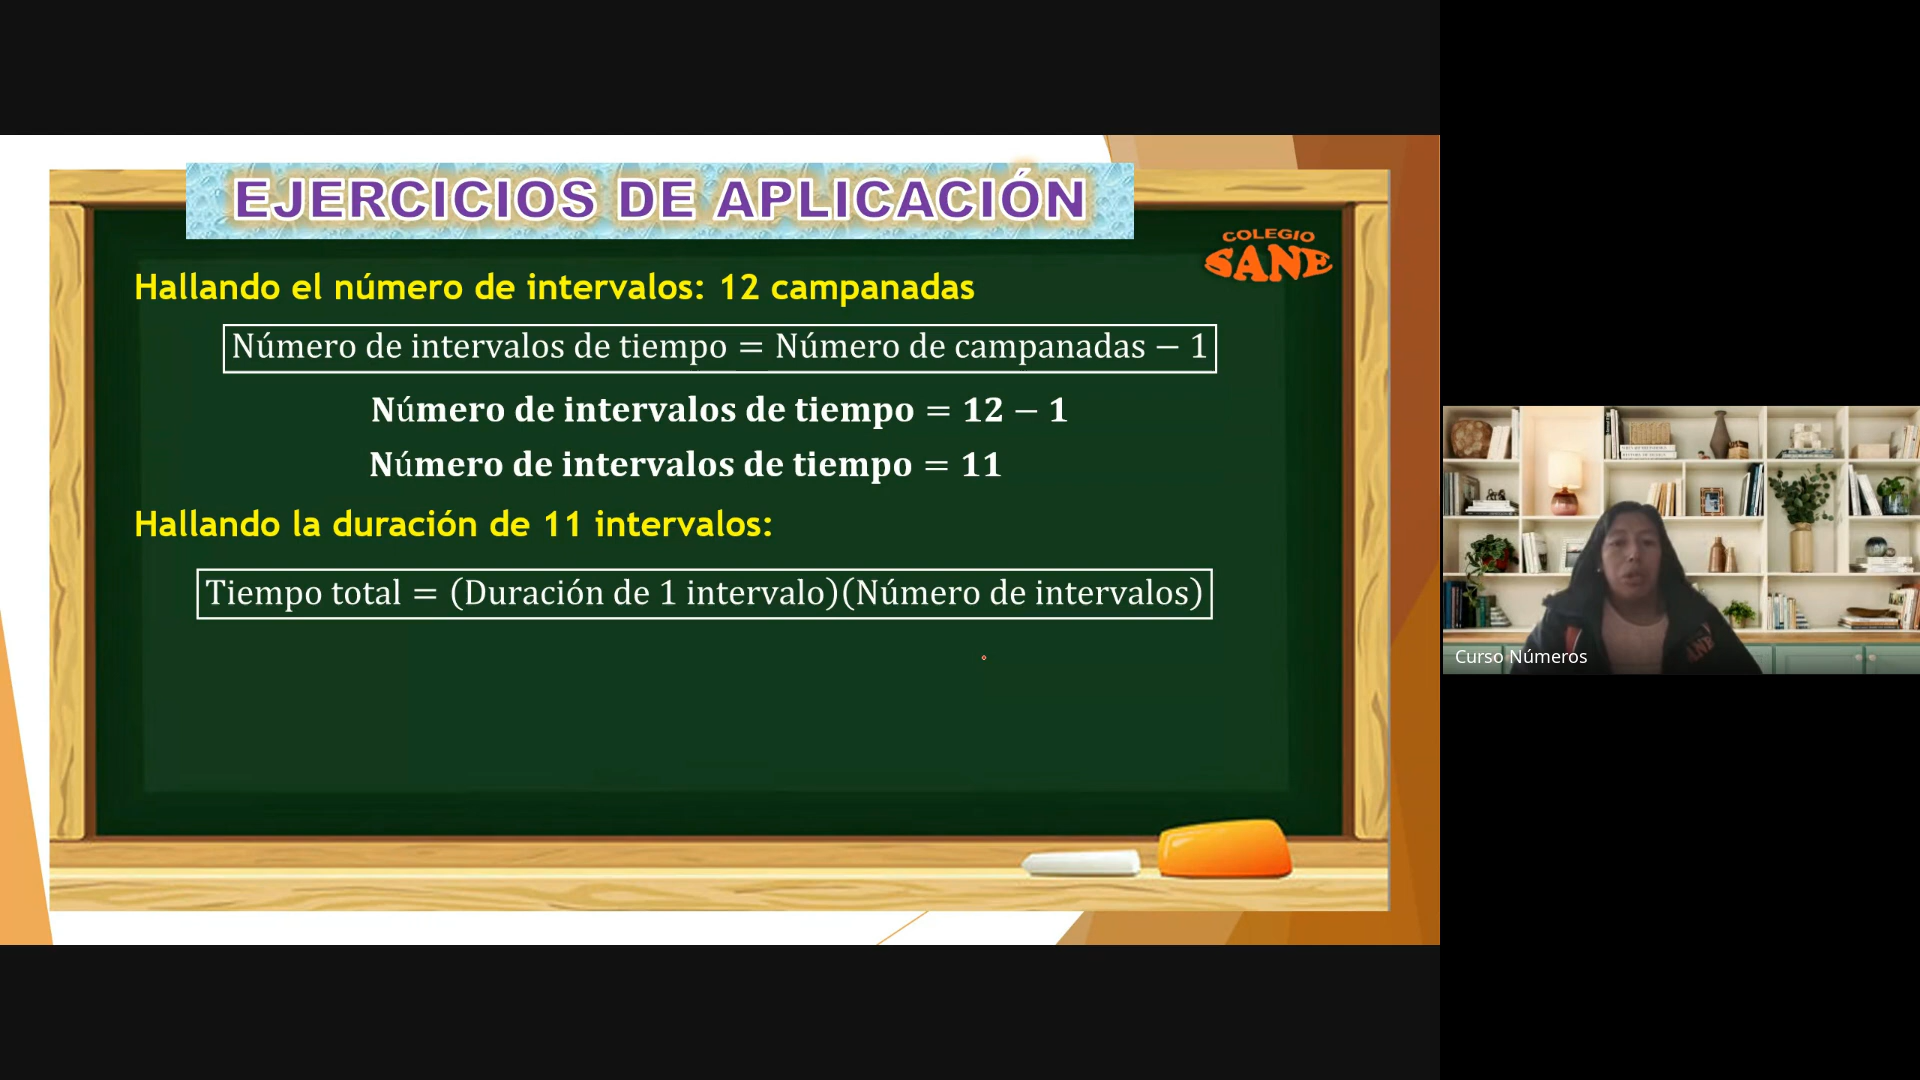 EJERCICIOS DE APLICACIÓN
COLEGIO
SANE
Hallando el número de intervalos: 12 campanadas
Número de intervalos de tiempo = Número de campanadas − 1
Número de intervalos de tiempo = 12 − 1
Número de intervalos de tiempo = 11
Hallando la duración de 11 intervalos:
Tiempo total = (Duración de 1 intervalo)(Número de intervalos)
Curso Números